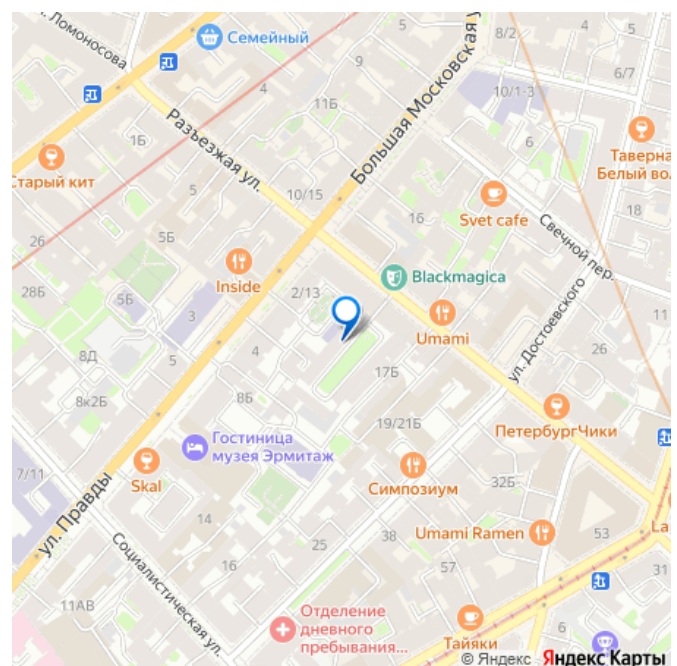 л. Ломоносова
Семейный
8/2
4
9
6/7
10/1-3
11Б
Большая Московская у
1Б
Разъезжая ул.
Старый кит
Таверна
Белый вол
5
10/15
18
16
Svet cafe
Свечной пер.
26
5Б
Inside
Blackmagica
28Б
5Б
2/13
3
11
Umami
ул. Достоевского
4
26
8Д
5
17Б
8к2Б
8Б
19/21Б
ПетербургЧики
Гостиница
музея Эрмитаж
7/11
Skal
Симпозиум
32Б
La
ул. Правды
14
Umami Ramen
53
25
38
Социалистическая ул.
16
57
31
11АВ
Отделение
дневного
пребывания...
6
Тайяки
© Яндекс Яндекс Карты